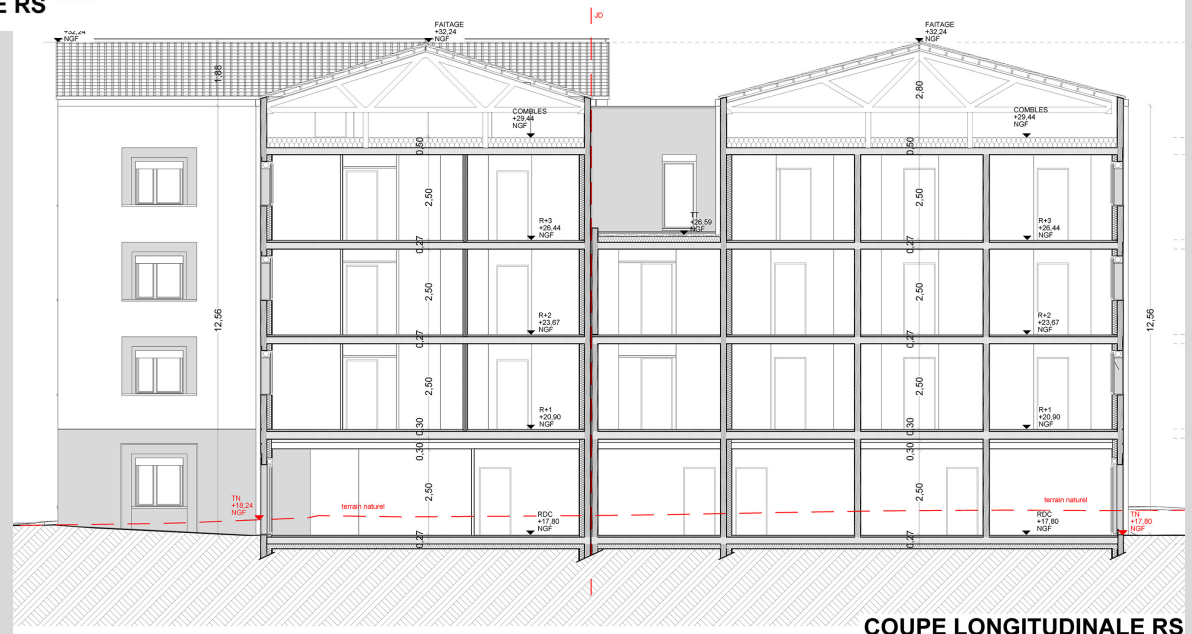 E RS
JD
FAITAGE
+32,24
NGF
FAITAGE
+32,24
NGF
+32,24
NGF
1,88
2,80
COMBLES
+29,44
NGF
COMBLES
+29,44
NGF
0,50
0,50
2,50
2,50
TT
+26,59
NGF
R+3
+26,44
NGF
R+3
+26,44
NGF
0,27
0,27
2,50
2,50
12,56
12,56
R+2
+23,67
NGF
R+2
+23,67
NGF
0,27
0,27
2,50
2,50
R+1
+20,90
NGF
R+1
+20,90
NGF
0,30
0,30
0,30
0,30
2,50
2,50
TN
+18,24
NGF
terrain naturel
terrain naturel
RDC
+17,80
NGF
RDC
+17,80
NGF
TN
+17,80
NGF
0,27
0,27
COUPE LONGITUDINALE RS